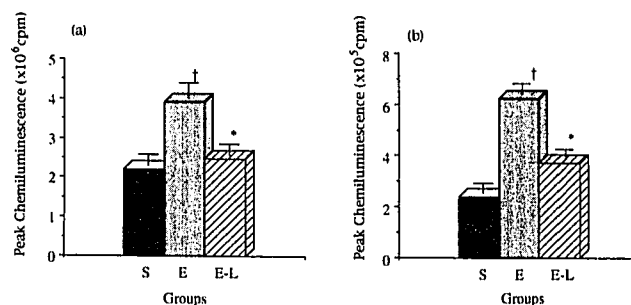 (a)
Peak Chemiluminescence (x10⁶cpm)
5
4
3
2
1
0
†
*
S E E-L
Groups
(b)
Peak Chemiluminescence (x10⁵cpm)
8
6
4
2
0
†
*
S E E-L
Groups